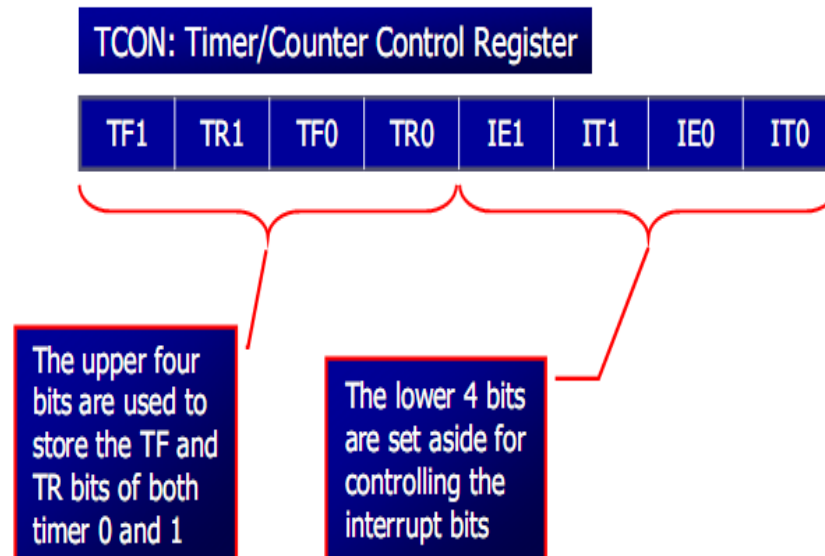 TCON: Timer/Counter Control Register
TF1 TR1 TF0 TR0 IE1 IT1 IE0 IT0
The upper four
bits are used to
store the TF and
TR bits of both
timer 0 and 1
The lower 4 bits
are set aside for
controlling the
interrupt bits